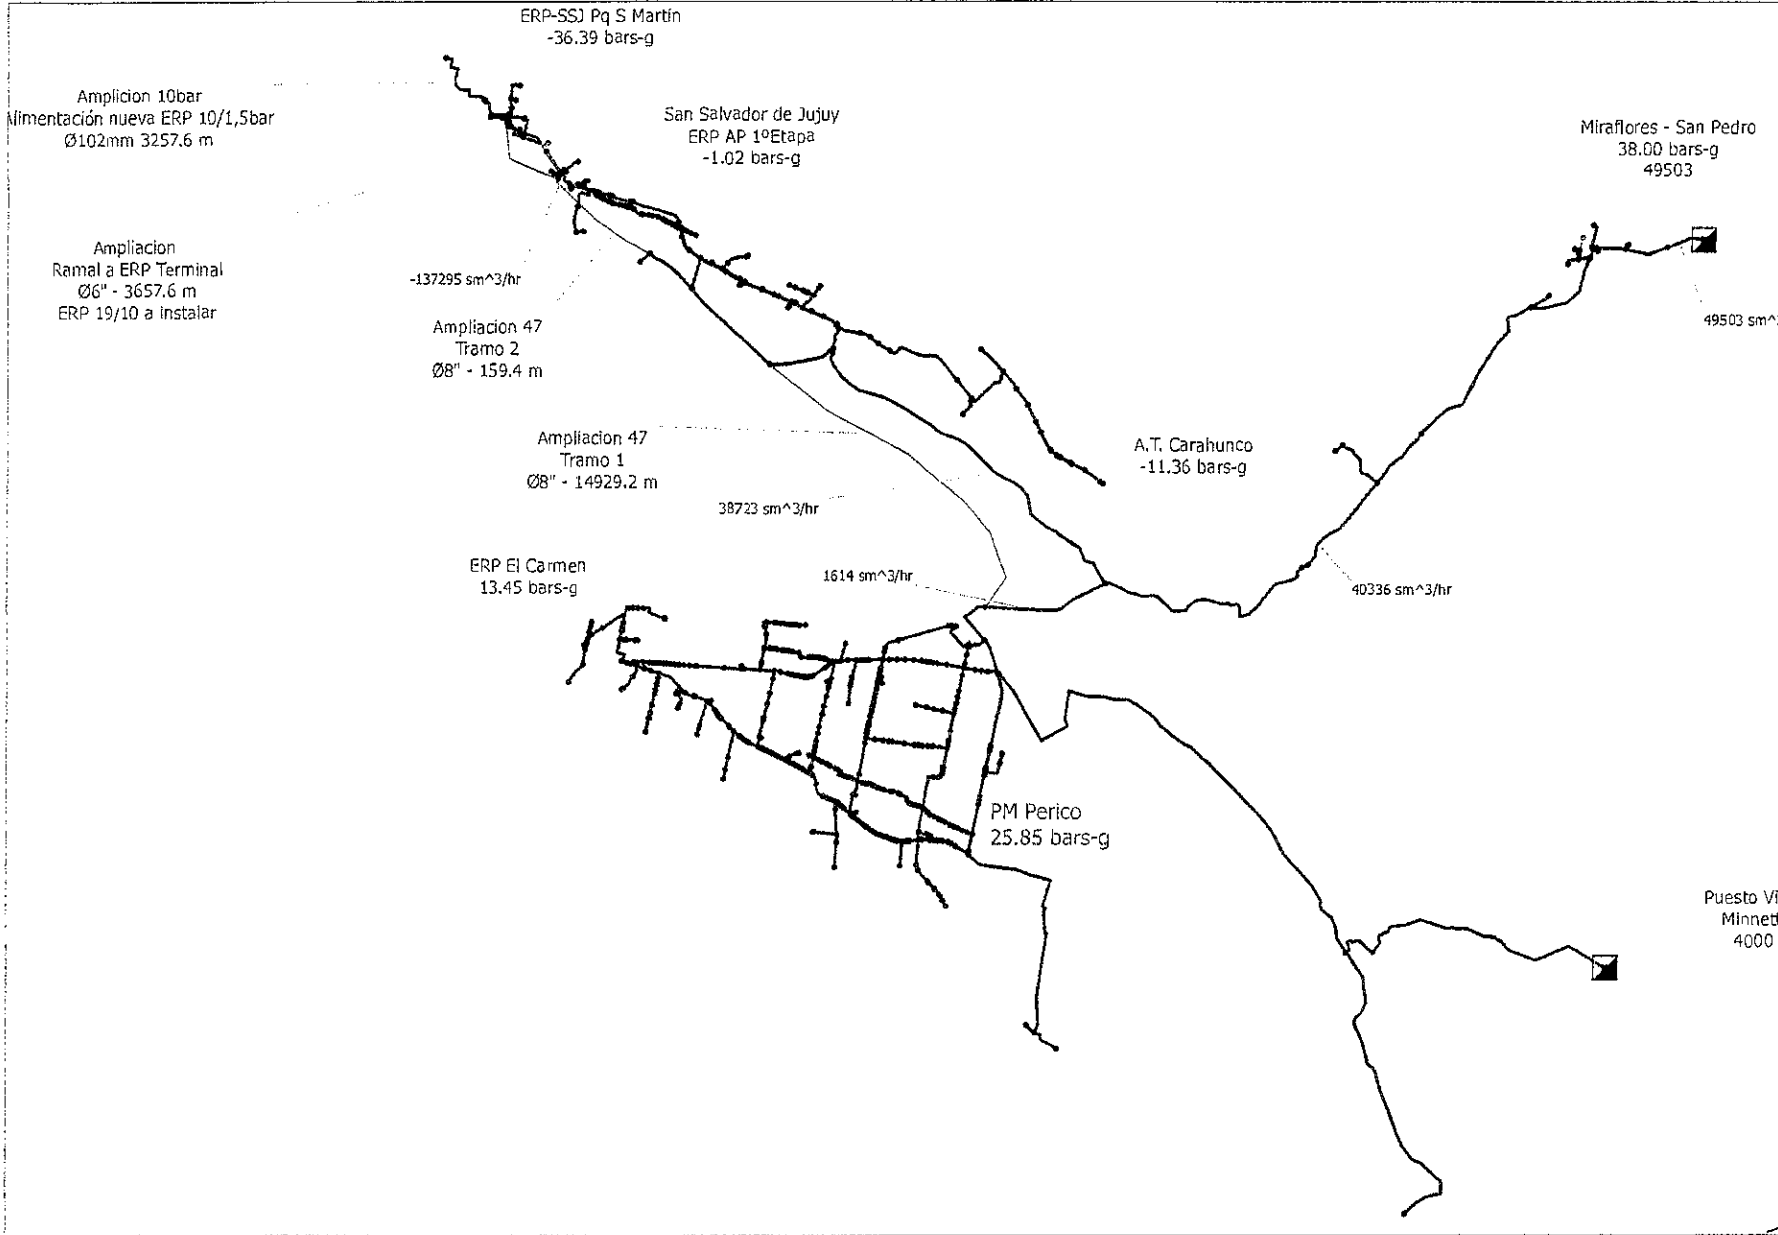 ERP-SSJ Pq S Martin
-36.39 bars-g
Amplicion 10bar
limentación nueva ERP 10/1,5bar
Ø102mm 3257.6 m
San Salvador de Jujuy
ERP AP 1ºEtapa
-1.02 bars-g
Miraflores - San Pedro
38.00 bars-g
49503
Ampliacion
Ramal a ERP Terminal
Ø6" - 3657.6 m
ERP 19/10 a instalar
-137295 sm^3/hr
49503 sm^
Ampliacion 47
Tramo 2
Ø8" - 159.4 m
Ampliacion 47
Tramo 1
Ø8" - 14929.2 m
A.T. Carahunco
-11.36 bars-g
38723 sm^3/hr
ERP El Carmen
13.45 bars-g
1614 sm^3/hr
40336 sm^3/hr
PM Perico
25.85 bars-g
Puesto Vi
Minnett
4000